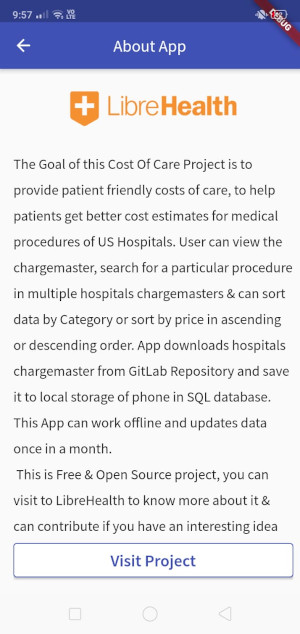 9:57 VO LTE
DEBUG
About App
LibreHealth
The Goal of this Cost Of Care Project is to
provide patient friendly costs of care, to help
patients get better cost estimates for medical
procedures of US Hospitals. User can view the
chargemaster, search for a particular procedure
in multiple hospitals chargemasters & can sort
data by Category or sort by price in ascending
or descending order. App downloads hospitals
chargemaster from GitLab Repository and save
it to local storage of phone in SQL database.
This App can work offline and updates data
once in a month.
This is Free & Open Source project, you can
visit to LibreHealth to know more about it &
can contribute if you have an interesting idea
Visit Project